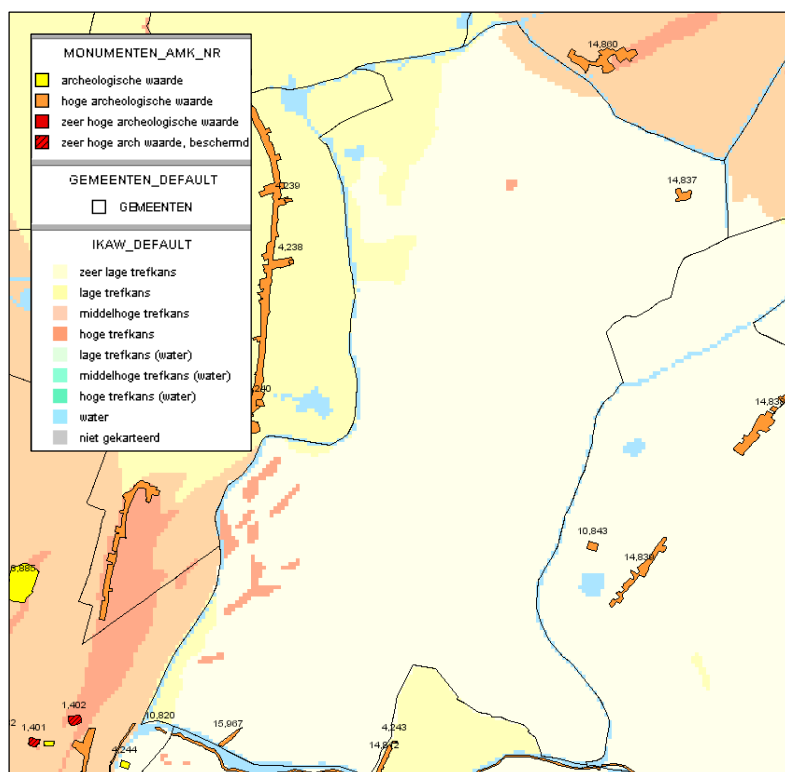 MONUMENTEN_AMK_NR
archeologische waarde
hoge archeologische waarde
zeer hoge archeologische waarde
zeer hoge arch waarde, beschermd
GEMEENTEN_DEFAULT
GEMEENTEN
IKAW_DEFAULT
zeer lage trefkans
lage trefkans
middelhoge trefkans
hoge trefkans
lage trefkans (water)
middelhoge trefkans (water)
hoge trefkans (water)
water
niet gekarteerd
14,860
14,837
4,239
4,238
10,843
1,402
1,401
10,820
15,967
4,243
4,244